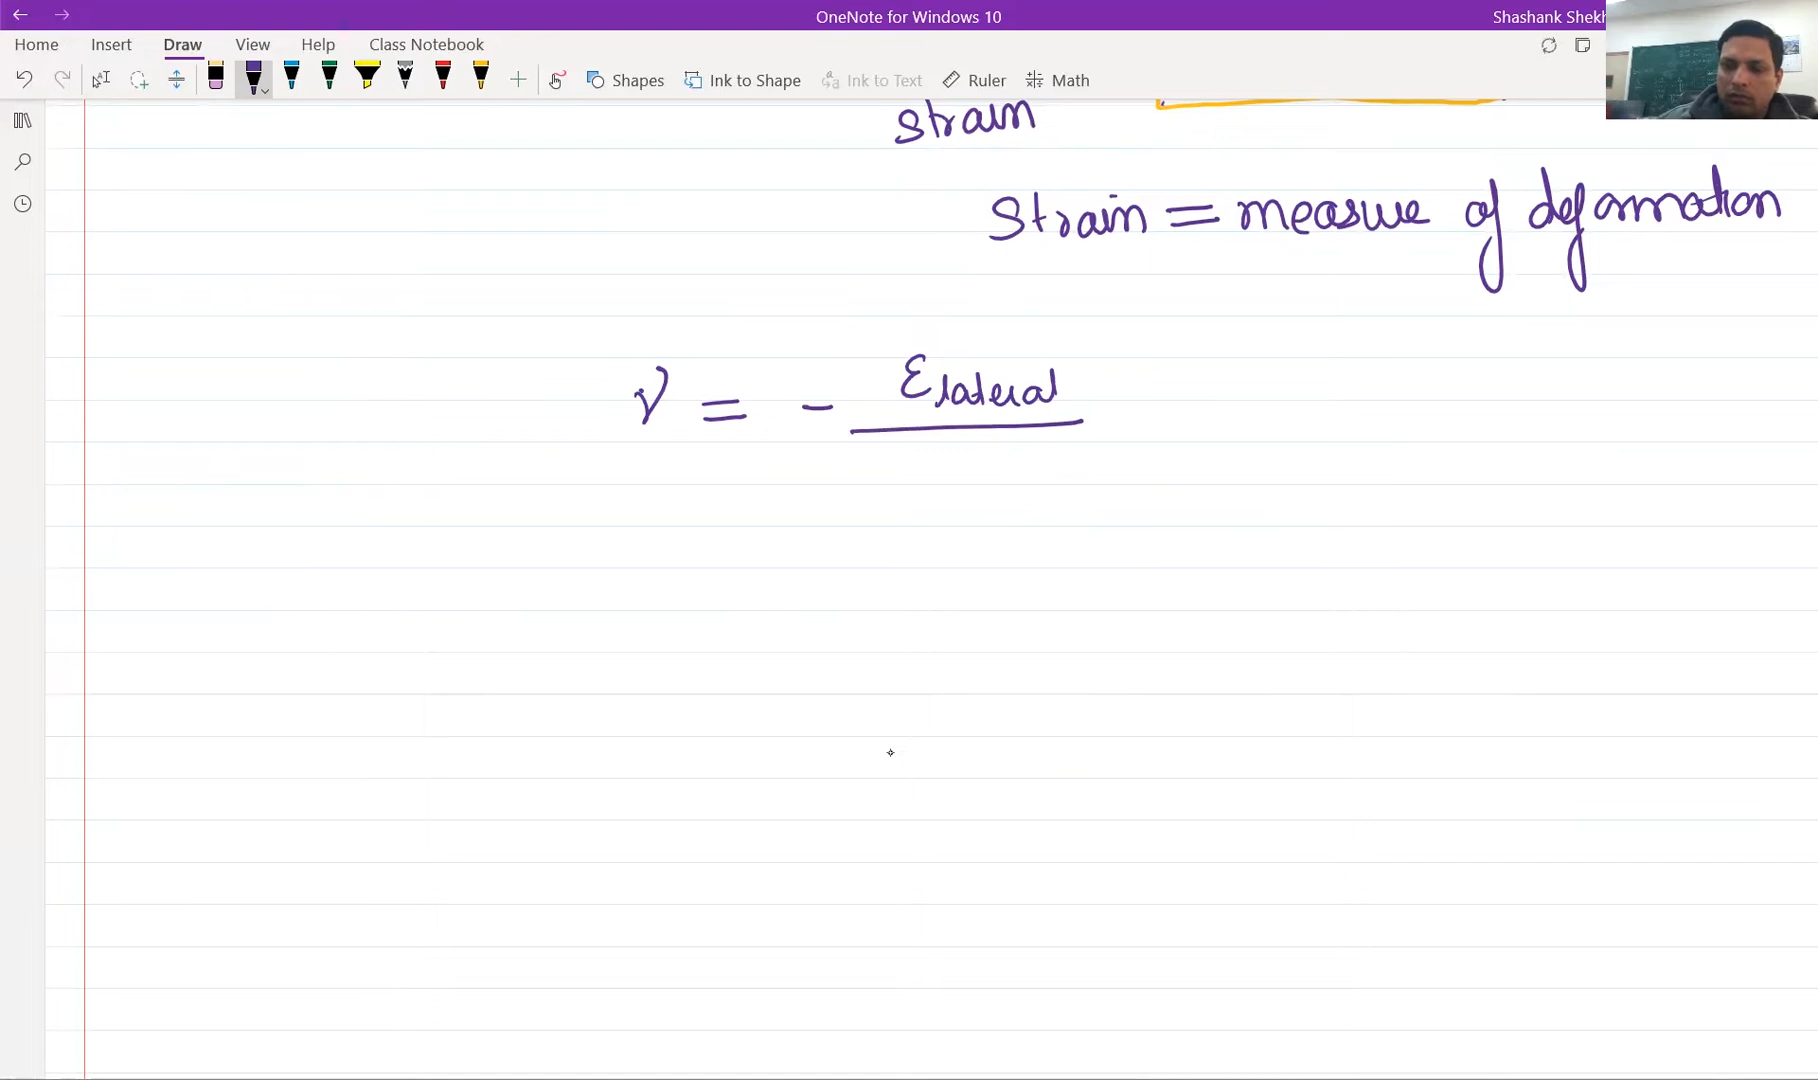 OneNote for Windows 10
Shashank Shekh
Home Insert Draw View Help Class Notebook
Shapes Ink to Shape Ink to Text Ruler Math
strain
Strain = measure of deformation
ν = - εlateral